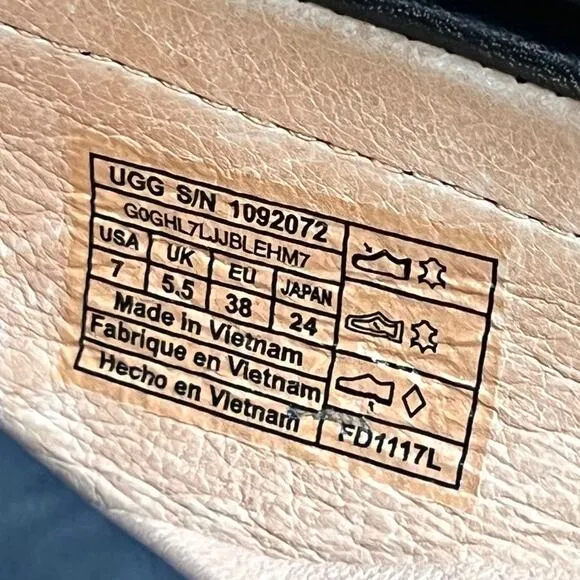 UGG S/N 1092072
G0GHL7LJJBLEHM7
USA UK EU JAPAN
7 5.5 38 24
Made in Vietnam
Fabrique en Vietnam
Hecho en Vietnam
FD1117L